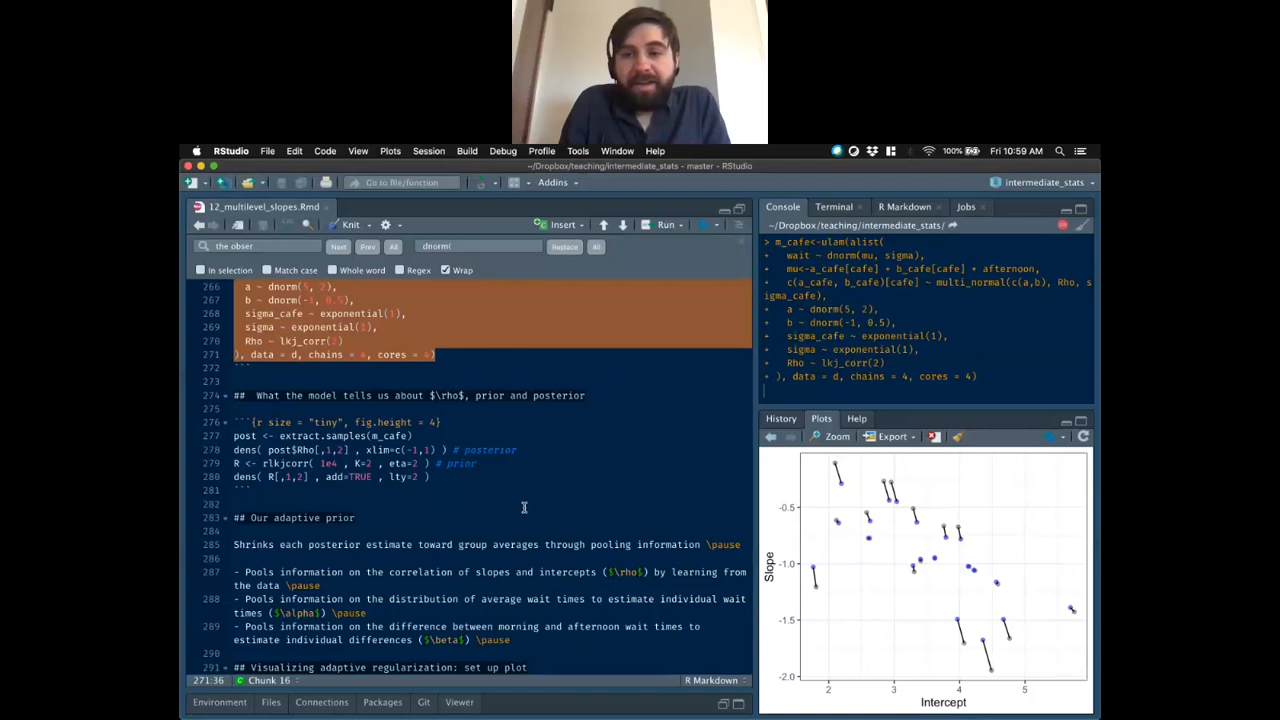 RStudio File Edit Code View Plots Session Build Debug Profile Tools Window Help 100% Fri 10:59 AM
~/Dropbox/teaching/intermediate_stats - master - RStudio
Go to file/function Addins intermediate_stats
12_multilevel_slopes.Rmd
Knit Insert Run
the obser Next Prev All dnorm( Replace All
In selection Match case Whole word Regex Wrap
266 a ~ dnorm(5, 2),
267 b ~ dnorm(-1, 0.5),
268 sigma_cafe ~ exponential(1),
269 sigma ~ exponential(1),
270 Rho ~ lkj_corr(2)
271 ), data = d, chains = 4, cores = 4)
272 ```
273
274 ## What the model tells us about $\rho$, prior and posterior
275
276 ```{r size = "tiny", fig.height = 4}
277 post <- extract.samples(m_cafe)
278 dens( post$Rho[,1,2] , xlim=c(-1,1) ) # posterior
279 R <- rlkjcorr( 1e4 , K=2 , eta=2 ) # prior
280 dens( R[,1,2] , add=TRUE , lty=2 )
281 ```
282
283 ## Our adaptive prior
284
285 Shrinks each posterior estimate toward group averages through pooling information \pause
286
287 - Pools information on the correlation of slopes and intercepts ($\rho$) by learning from
the data \pause
288 - Pools information on the distribution of average wait times to estimate individual wait
times ($\alpha$) \pause
289 - Pools information on the difference between morning and afternoon wait times to
estimate individual differences ($\beta$) \pause
290
291 ## Visualizing adaptive regularization: set up plot
271:36 Chunk 16 R Markdown
Environment Files Connections Packages Git Viewer
Console Terminal R Markdown Jobs
~/Dropbox/teaching/intermediate_stats/
> m_cafe<-ulam(alist(
+ wait ~ dnorm(mu, sigma),
+ mu<-a_cafe[cafe] + b_cafe[cafe] * afternoon,
+ c(a_cafe, b_cafe)[cafe] ~ multi_normal(c(a,b), Rho, s
igma_cafe),
+ a ~ dnorm(5, 2),
+ b ~ dnorm(-1, 0.5),
+ sigma_cafe ~ exponential(1),
+ sigma ~ exponential(1),
+ Rho ~ lkj_corr(2)
+ ), data = d, chains = 4, cores = 4)
History Plots Help
Zoom Export
-0.5
-1.0
-1.5
-2.0
Slope
2 3 4 5
Intercept